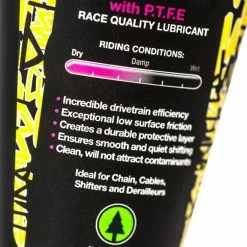 with P.T.F.E
RACE QUALITY LUBRICANT
RIDING CONDITIONS:
Dry Damp Wet
• Incredible drivetrain efficiency
• Exceptional low surface friction
• Creates a durable protective layer
• Ensures smooth and quiet shifting
• Clean, will not attract contaminants
Ideal for Chain, Cables,
Shifters and Derailleurs